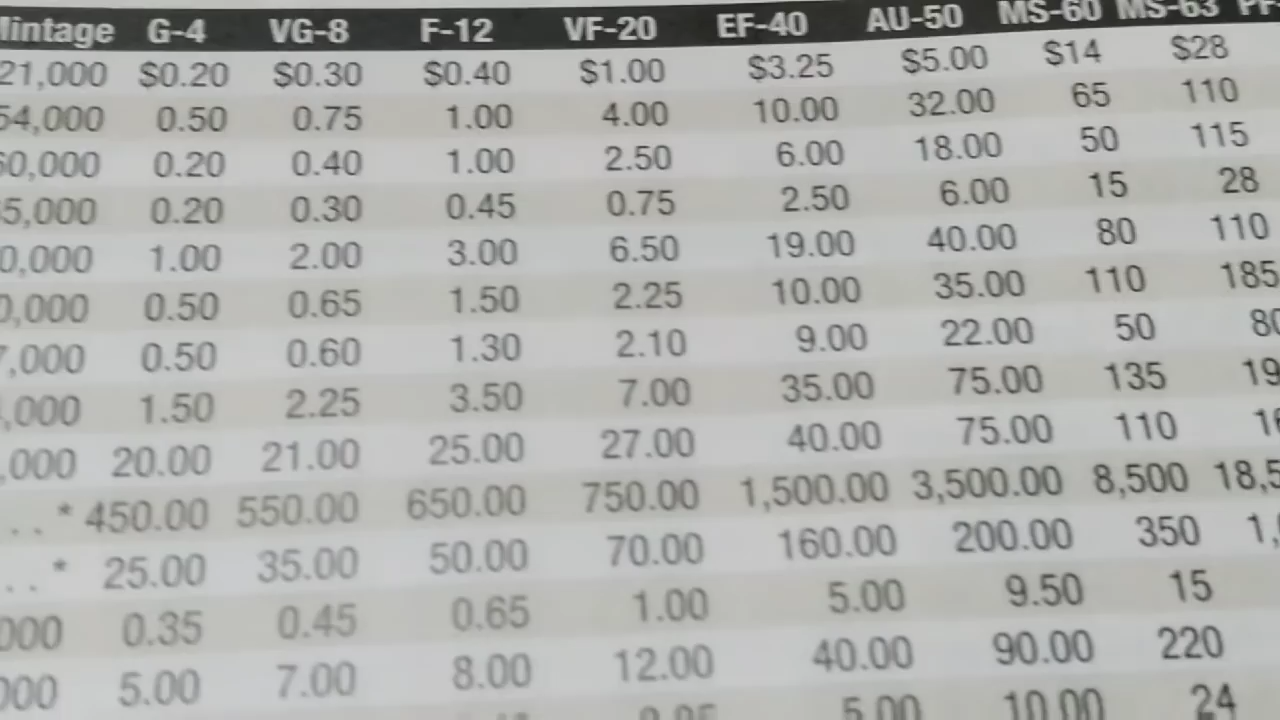 Mintage G-4 VG-8 F-12 VF-20 EF-40 AU-50 MS-60 MS-63
21,000 $0.20 $0.30 $0.40 $1.00 $3.25 $5.00 $14 $28
54,000 0.50 0.75 1.00 4.00 10.00 32.00 65 110
60,000 0.20 0.40 1.00 2.50 6.00 18.00 50 115
5,000 0.20 0.30 0.45 0.75 2.50 6.00 15 28
0,000 1.00 2.00 3.00 6.50 19.00 40.00 80 110
0,000 0.50 0.65 1.50 2.25 10.00 35.00 110 185
7,000 0.50 0.60 1.30 2.10 9.00 22.00 50 80
,000 1.50 2.25 3.50 7.00 35.00 75.00 135 19
,000 20.00 21.00 25.00 27.00 40.00 75.00 110
. . * 450.00 550.00 650.00 750.00 1,500.00 3,500.00 8,500 18,5
. . * 25.00 35.00 50.00 70.00 160.00 200.00 350 1,
000 0.35 0.45 0.65 1.00 5.00 9.50 15
000 5.00 7.00 8.00 12.00 40.00 90.00 220
5.00 10.00 24